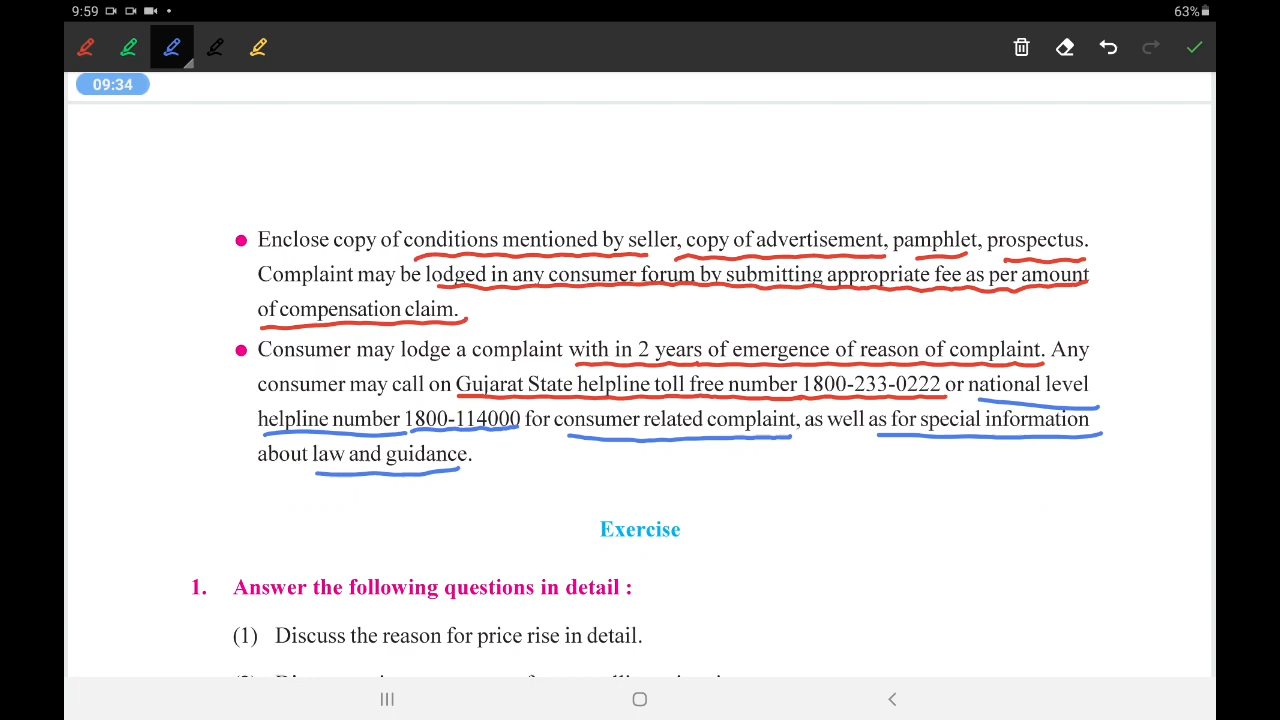 9:59
63%
09:34
Enclose copy of conditions mentioned by seller, copy of advertisement, pamphlet, prospectus.
Complaint may be lodged in any consumer forum by submitting appropriate fee as per amount
of compensation claim.
Consumer may lodge a complaint with in 2 years of emergence of reason of complaint. Any
consumer may call on Gujarat State helpline toll free number 1800-233-0222 or national level
helpline number 1800-114000 for consumer related complaint, as well as for special information
about law and guidance.
Exercise
1. Answer the following questions in detail :
(1) Discuss the reason for price rise in detail.